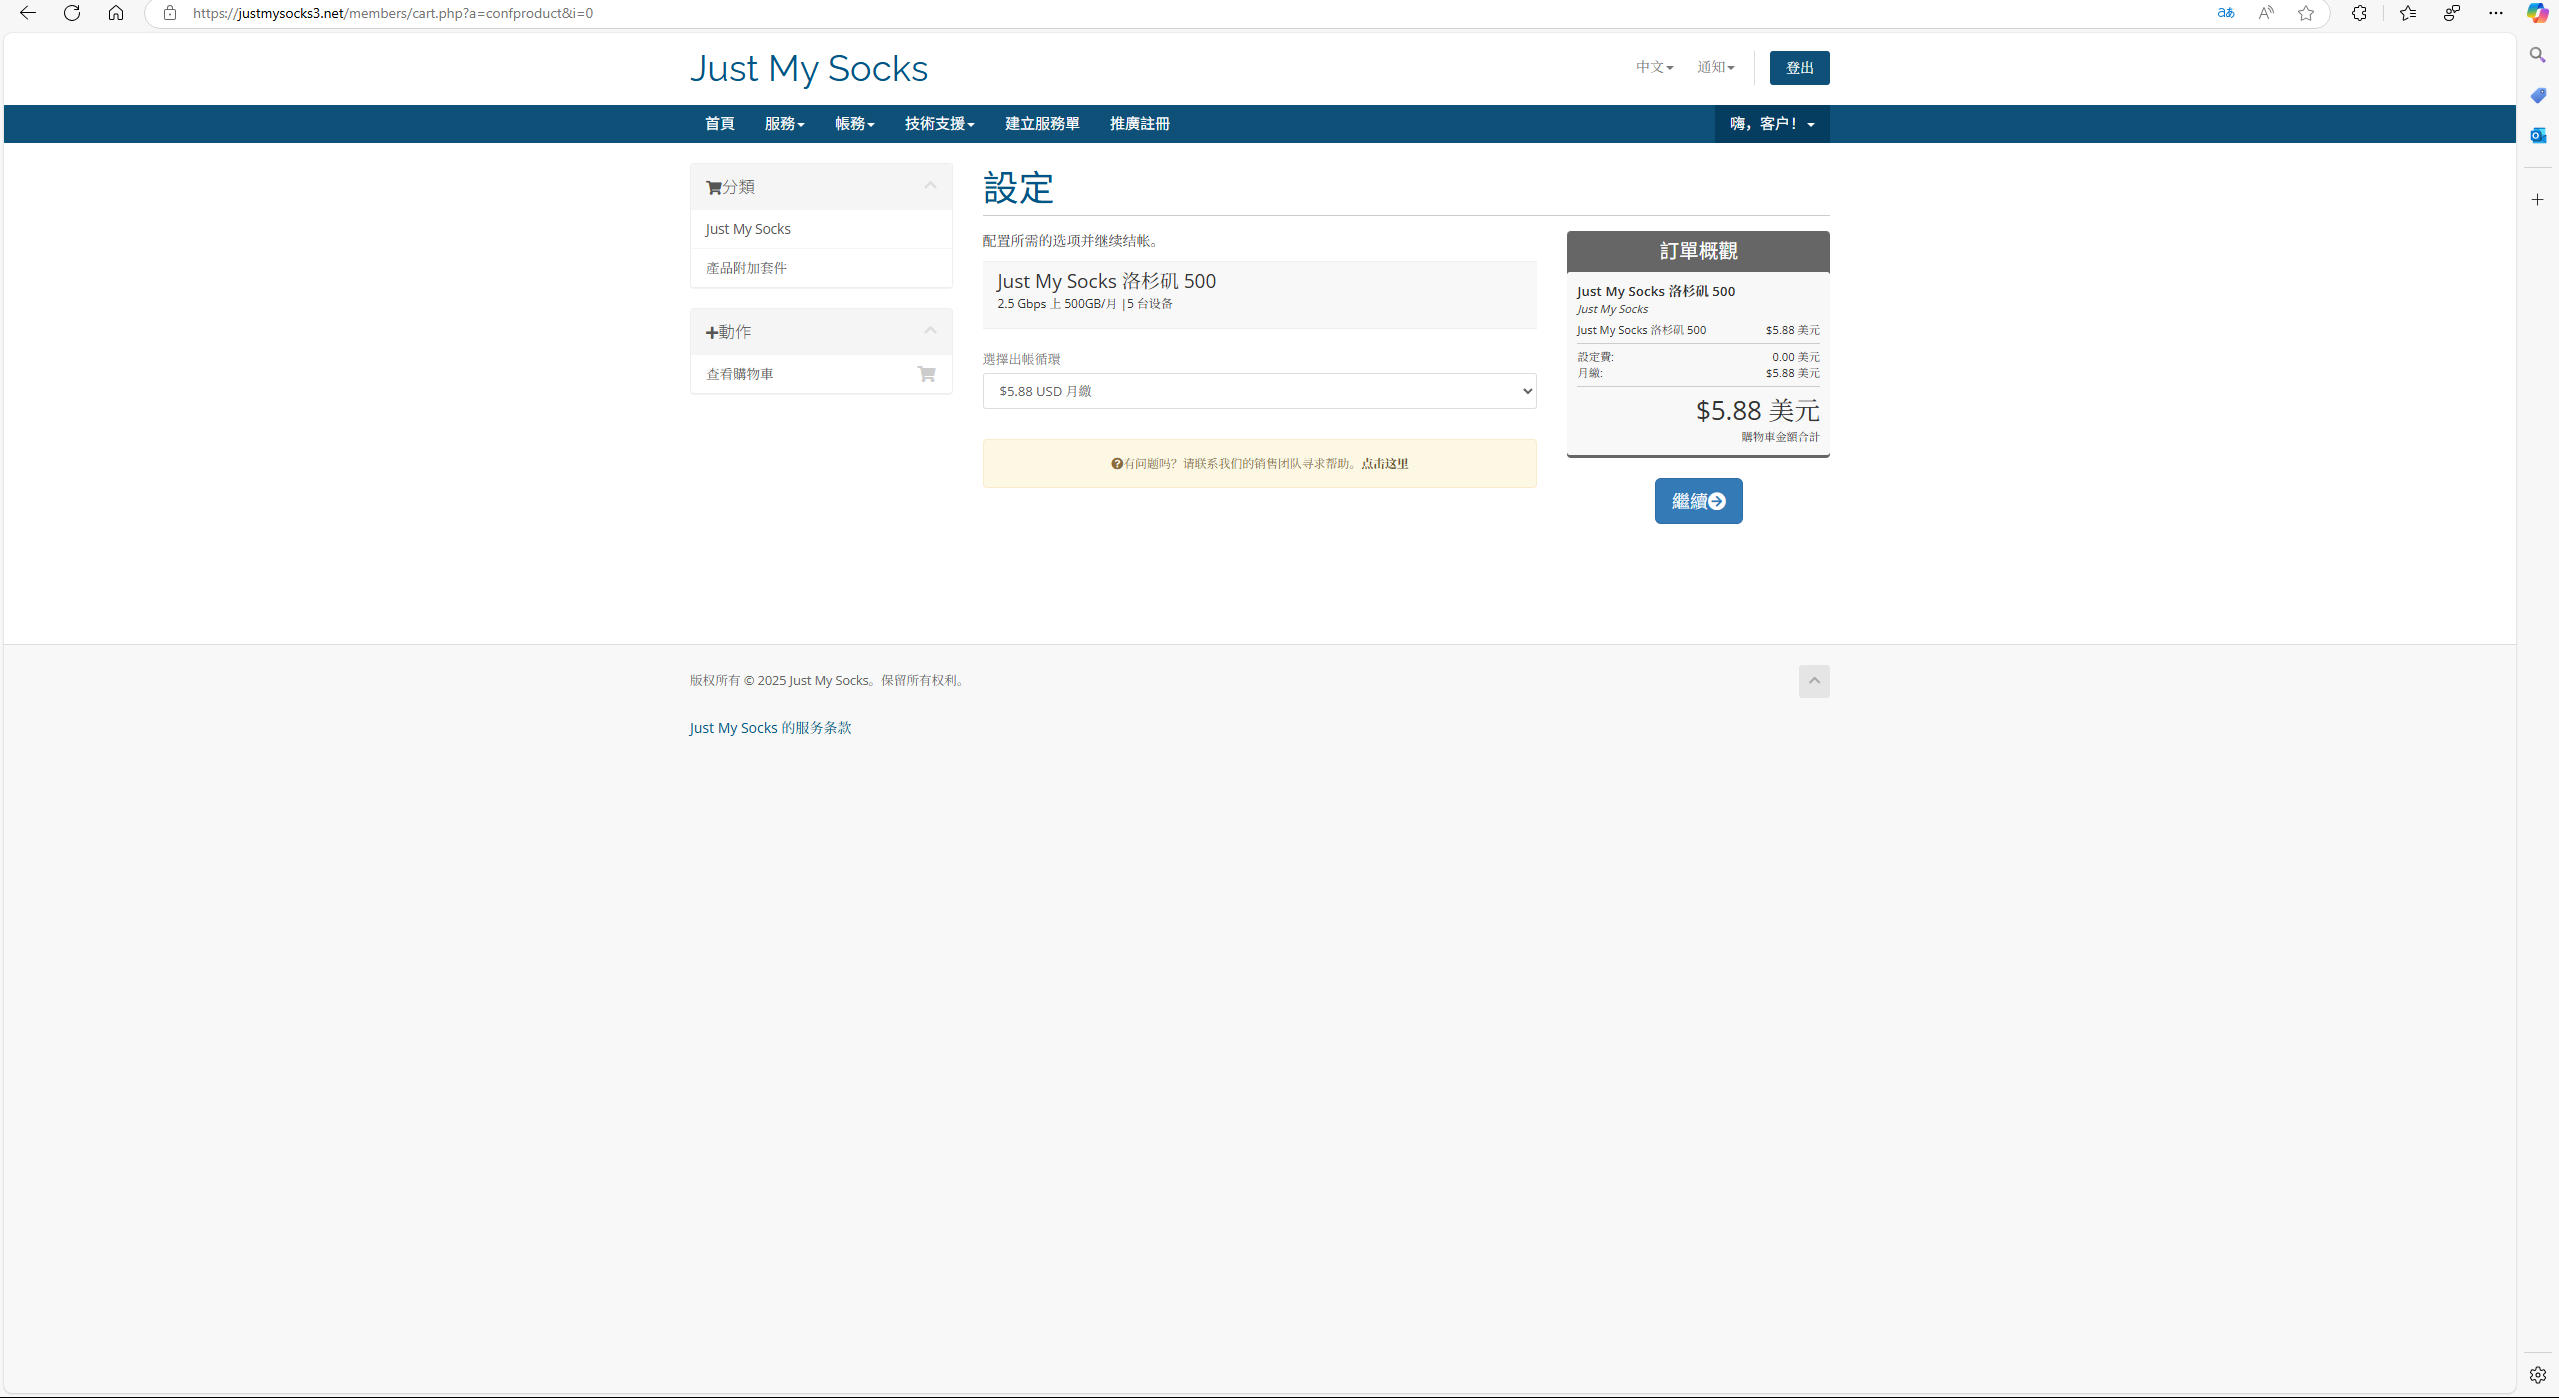 https://justmysocks3.net/members/cart.php?a=confproduct&i=0
Just My Socks
中文
通知
登出
首頁
服務
帳務
技術支援
建立服務單
推廣註冊
嗨，客户！
分類
Just My Socks
產品附加套件
動作
查看購物車
設定
配置所需的选项并继续结帐。
Just My Socks 洛杉矶 500
2.5 Gbps 上 500GB/月 |5 台设备
選擇出帳循環
$5.88 USD 月繳
有问题吗？请联系我们的销售团队寻求帮助。点击这里
訂單概觀
Just My Socks 洛杉矶 500
Just My Socks
Just My Socks 洛杉矶 500 $5.88 美元
設定費: 0.00 美元
月繳: $5.88 美元
$5.88 美元
購物車金額合計
繼續
版权所有 © 2025 Just My Socks。保留所有权利。
Just My Socks 的服务条款